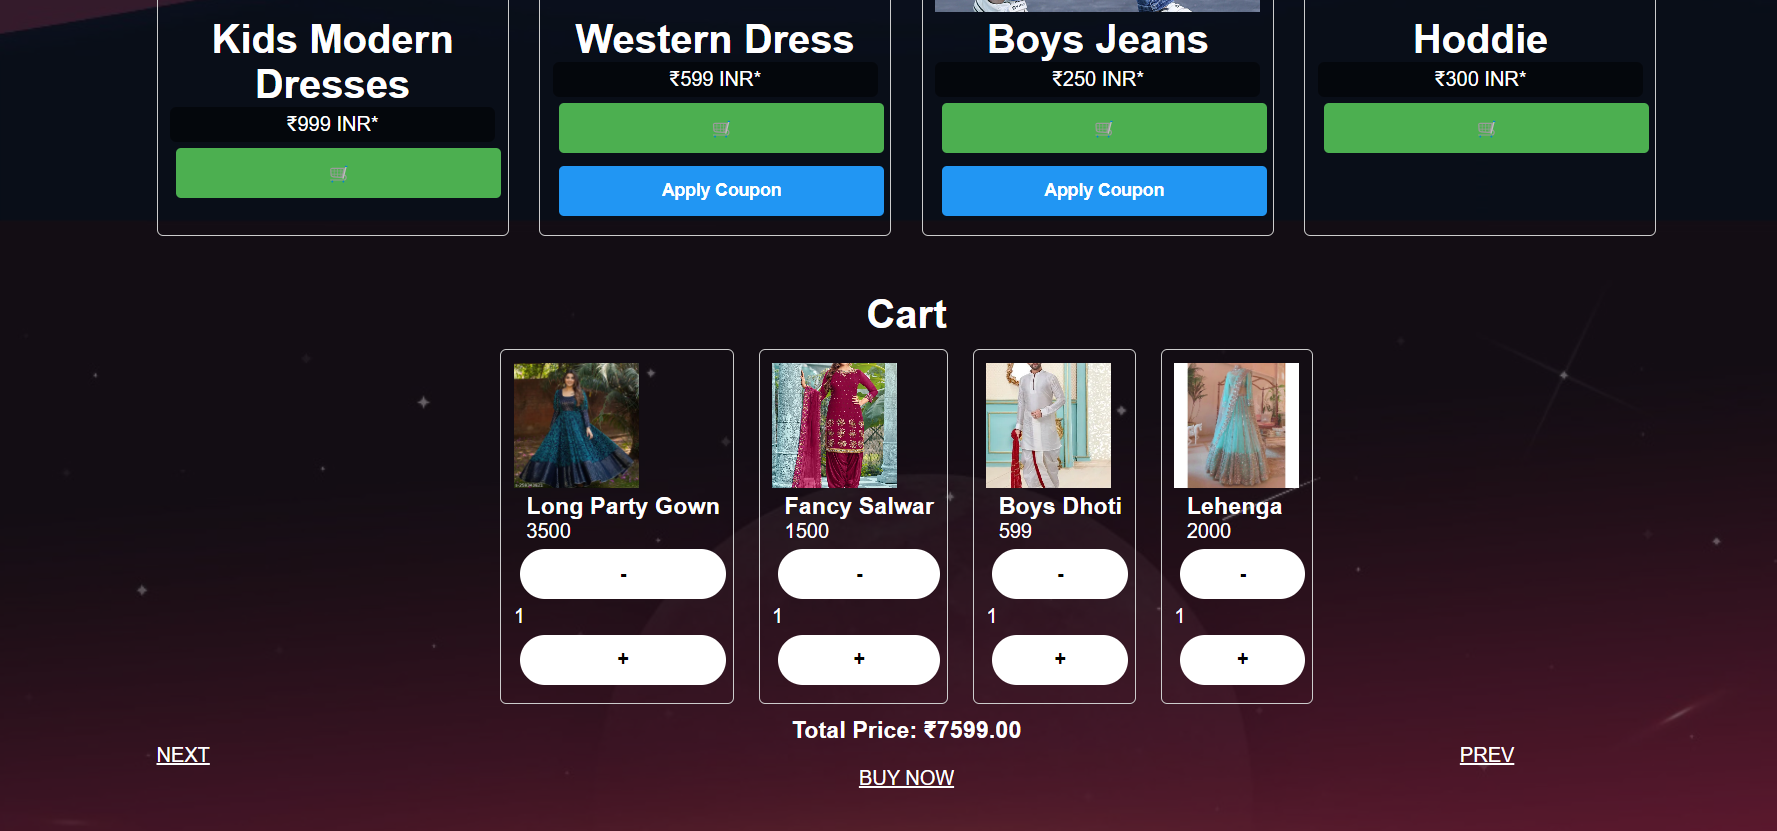 Kids Modern
Dresses
₹999 INR*
Western Dress
₹599 INR*
Apply Coupon
Boys Jeans
₹250 INR*
Apply Coupon
Hoddie
₹300 INR*
Cart
Long Party Gown
3500
-
1
+
Fancy Salwar
1500
-
1
+
Boys Dhoti
599
-
1
+
Lehenga
2000
-
1
+
Total Price: ₹7599.00
NEXT
PREV
BUY NOW